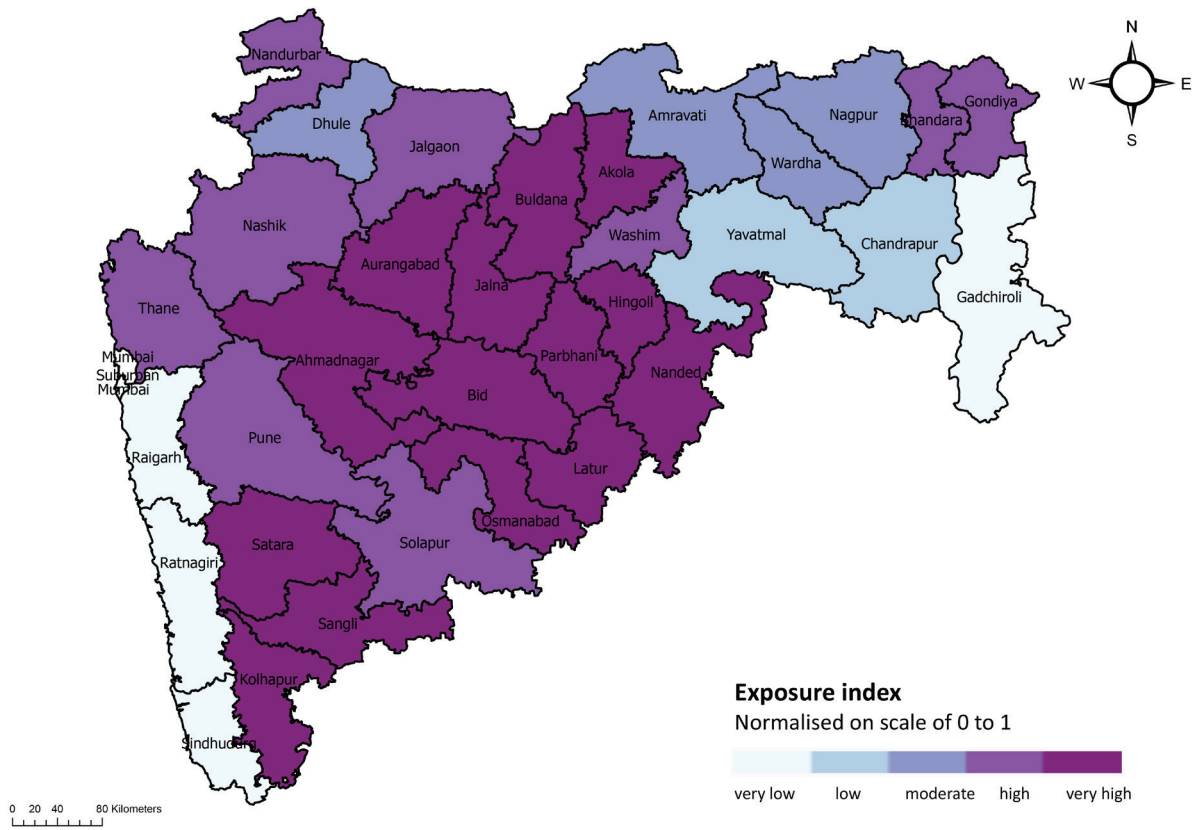 N
W E
S
Nandurbar
Dhule
Jalgaon
Amravati
Nagpur
Bhandara
Gondiya
Wardha
Akola
Buldana
Washim
Yavatmal
Chandrapur
Gadchiroli
Nashik
Aurangabad
Jalna
Hingoli
Thane
Mumbai
Suburban
Mumbai
Ahmadnagar
Parbhani
Nanded
Bid
Pune
Raigarh
Latur
Osmanabad
Solapur
Satara
Ratnagiri
Sangli
Kolhapur
Sindhudurg
Exposure index
Normalised on scale of 0 to 1
very low low moderate high very high
0 20 40 80 Kilometers